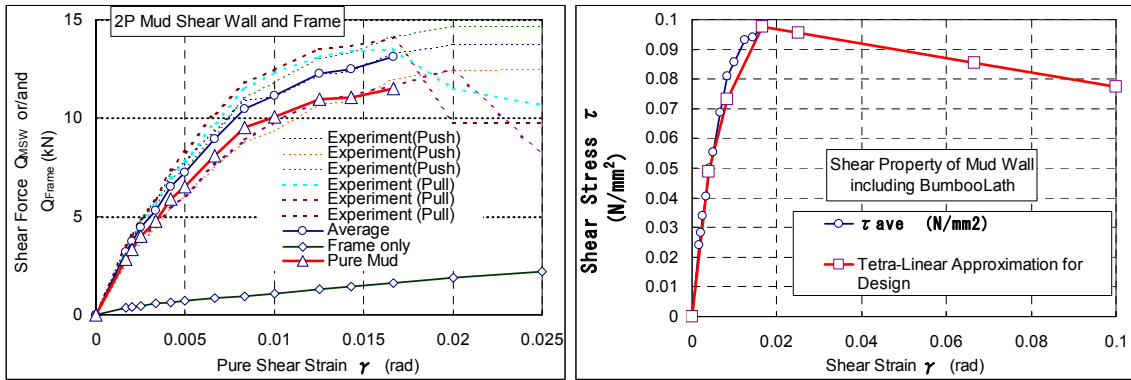 2P Mud Shear Wall and Frame
Shear Force QMSW or/and
QFrame (kN)
15
10
5
0
Experiment(Push)
Experiment(Push)
Experiment(Push)
Experiment (Pull)
Experiment (Pull)
Experiment (Pull)
Average
Frame only
Pure Mud
0
0.005
0.01
0.015
0.02
0.025
Pure Shear Strain γ (rad)
Shear Stress τ
(N/mm²)
0.1
0.09
0.08
0.07
0.06
0.05
0.04
0.03
0.02
0.01
0
Shear Property of Mud Wall
including BumbooLath
τ ave (N/mm2)
Tetra-Linear Approximation for
Design
0
0.02
0.04
0.06
0.08
0.1
Shear Strain γ (rad)